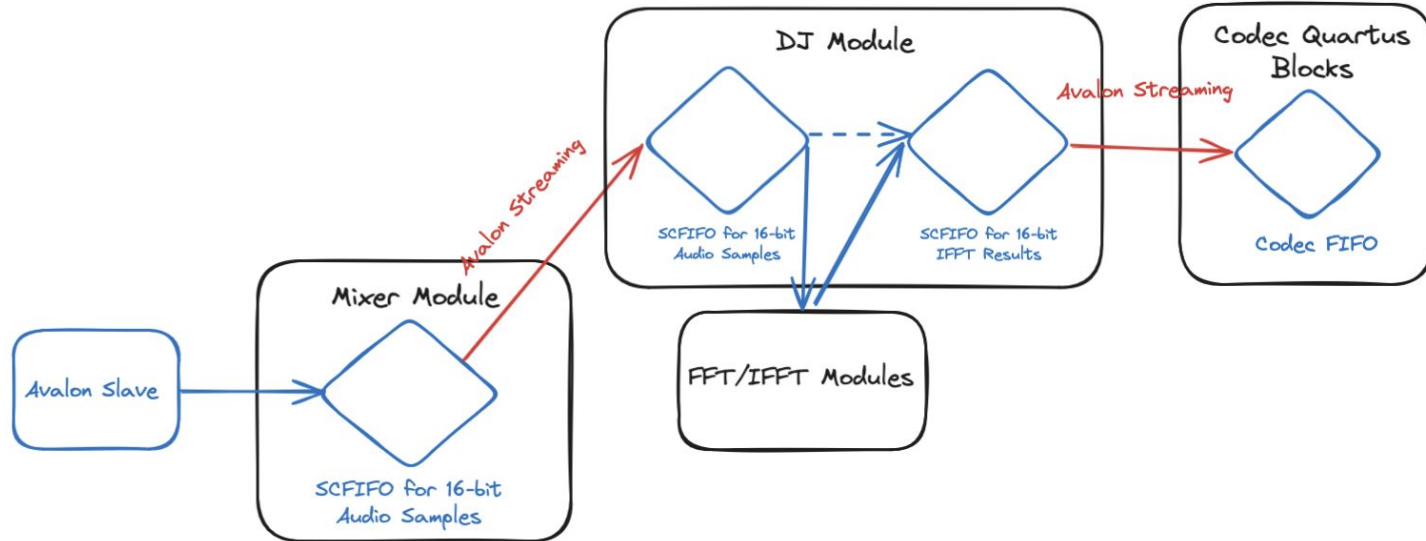 DJ Module
Codec Quartus
Blocks
Avalon Streaming
Avalon Streaming
SCFIFO for 16-bit
Audio Samples
SCFIFO for 16-bit
IFFT Results
Codec FIFO
Mixer Module
Avalon Slave
FFT/IFFT Modules
SCFIFO for 16-bit
Audio Samples